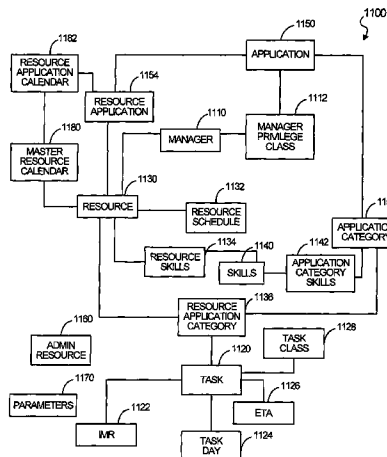 1100
1182
RESOURCE
APPLICATION
CALENDAR
1154
RESOURCE
APPLICATION
1150
APPLICATION
1110
MANAGER
1112
MANAGER
PRIVILEGE
CLASS
1180
MASTER
RESOURCE
CALENDAR
1130
RESOURCE
1132
RESOURCE
SCHEDULE
APPLICATION
CATEGORY
1134
RESOURCE
SKILLS
1140
SKILLS
1142
APPLICATION
CATEGORY
SKILLS
1136
RESOURCE
APPLICATION
CATEGORY
1160
ADMIN
RESOURCE
1128
TASK
CLASS
1120
TASK
1170
PARAMETERS
1122
IMR
1126
ETA
1124
TASK
DAY